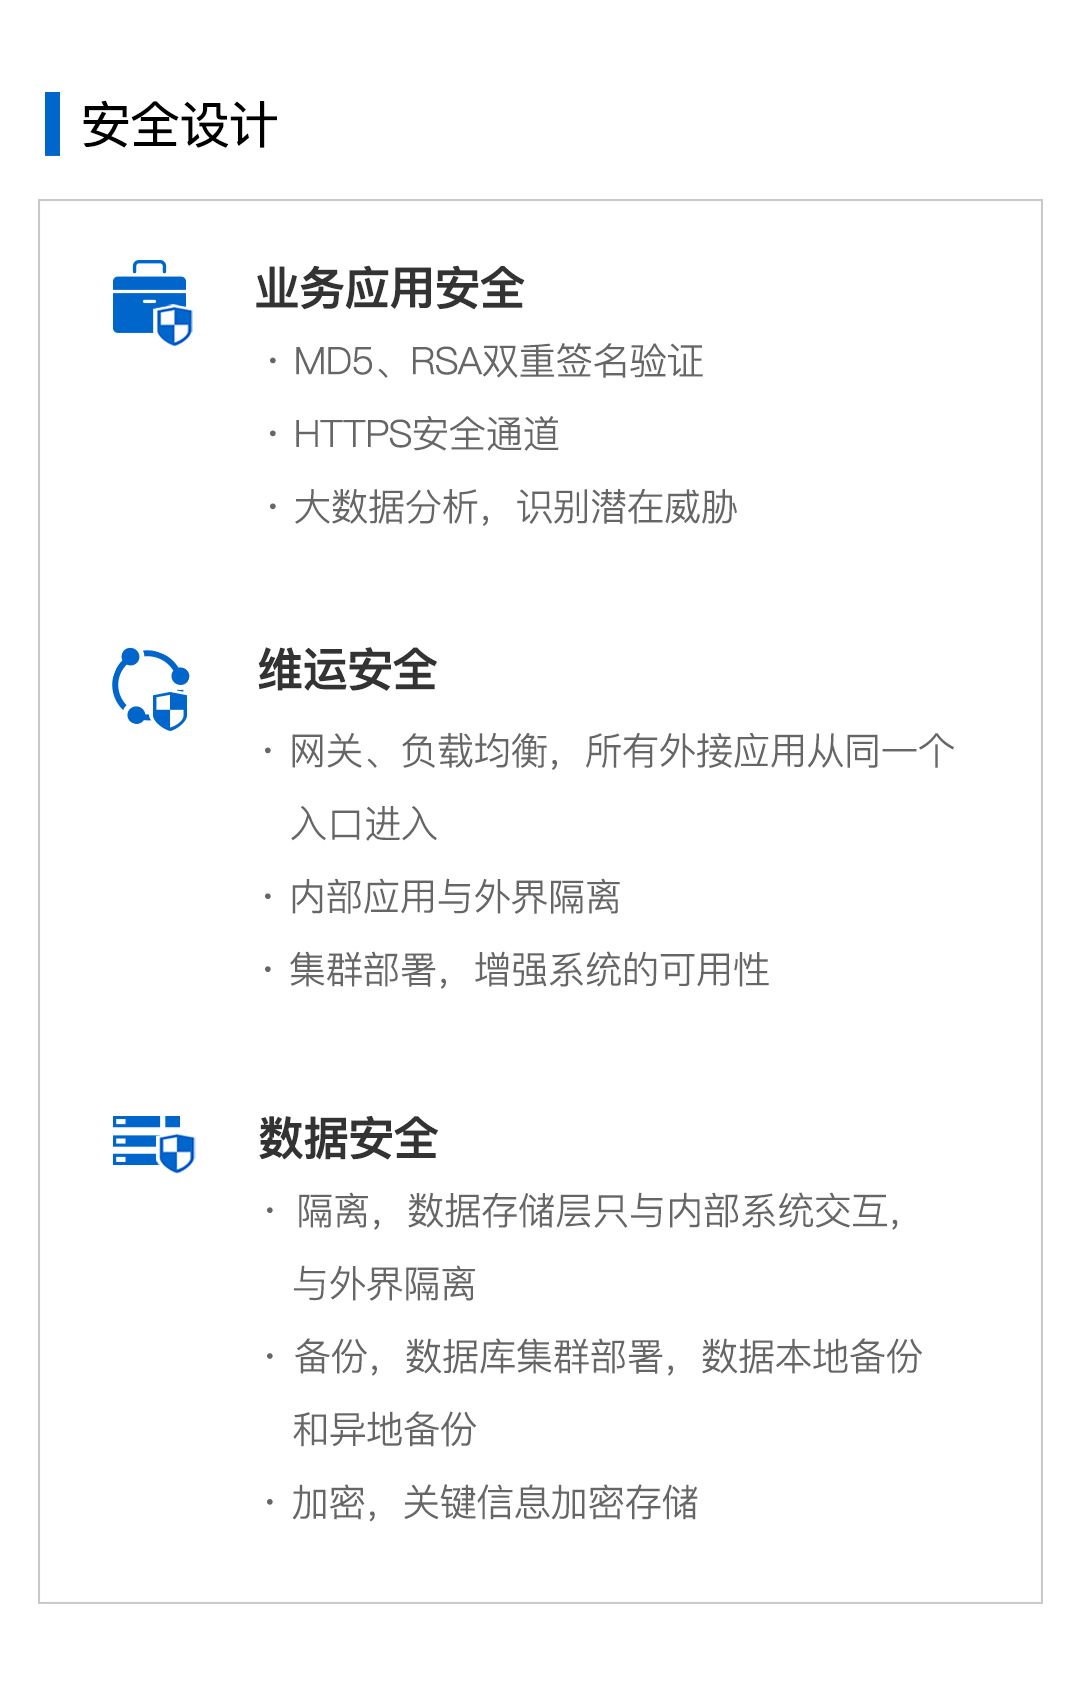 安全设计
业务应用安全
· MD5、RSA双重签名验证
· HTTPS安全通道
· 大数据分析，识别潜在威胁
维运安全
· 网关、负载均衡，所有外接应用从同一个
入口进入
· 内部应用与外界隔离
· 集群部署，增强系统的可用性
数据安全
· 隔离，数据存储层只与内部系统交互，
与外界隔离
· 备份，数据库集群部署，数据本地备份
和异地备份
· 加密，关键信息加密存储